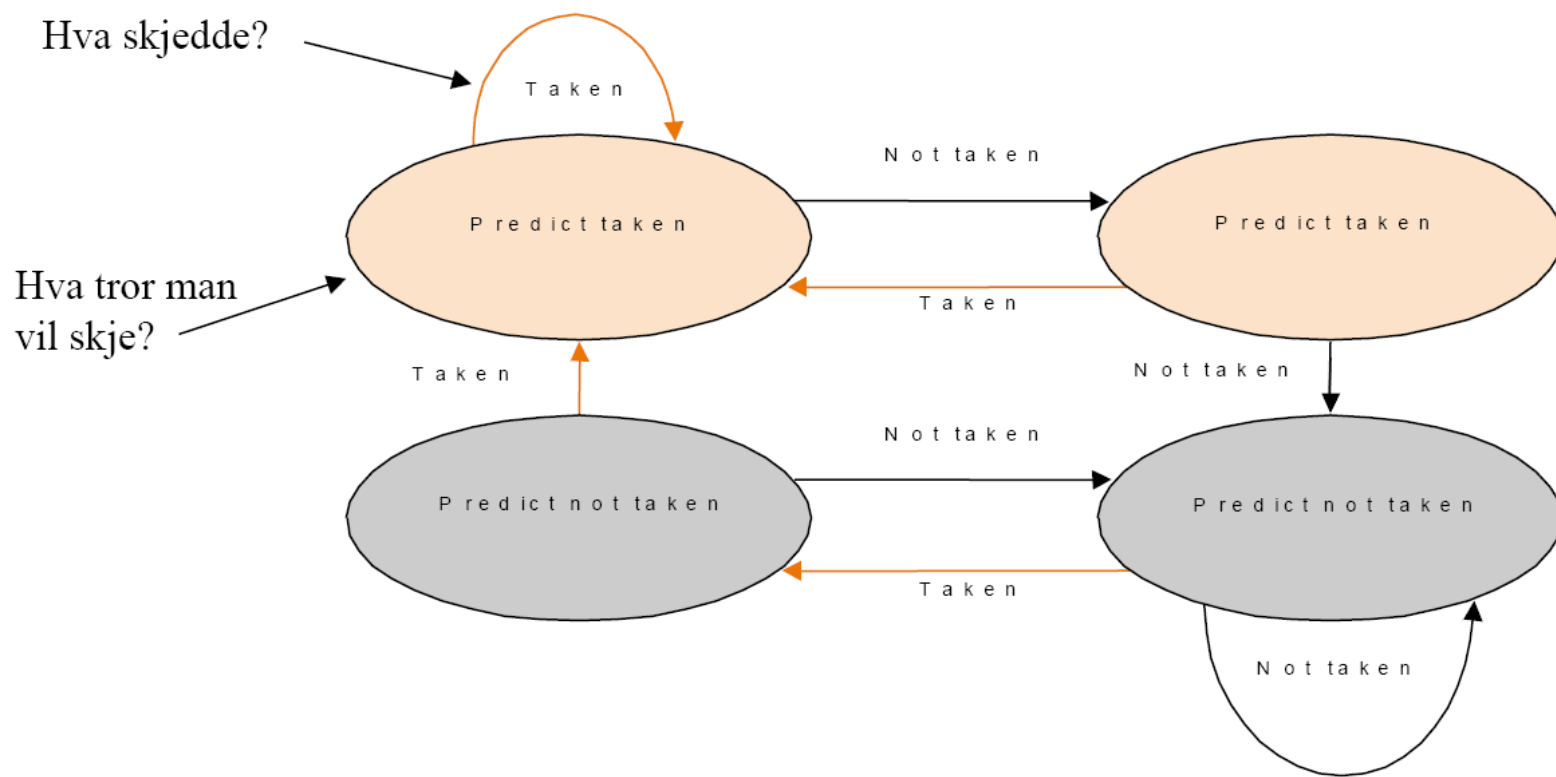 Hva skjedde?
Taken
Not taken
Predict taken
Predict taken
Hva tror man
vil skje?
Taken
Taken
Not taken
Not taken
Predict not taken
Predict not taken
Taken
Not taken